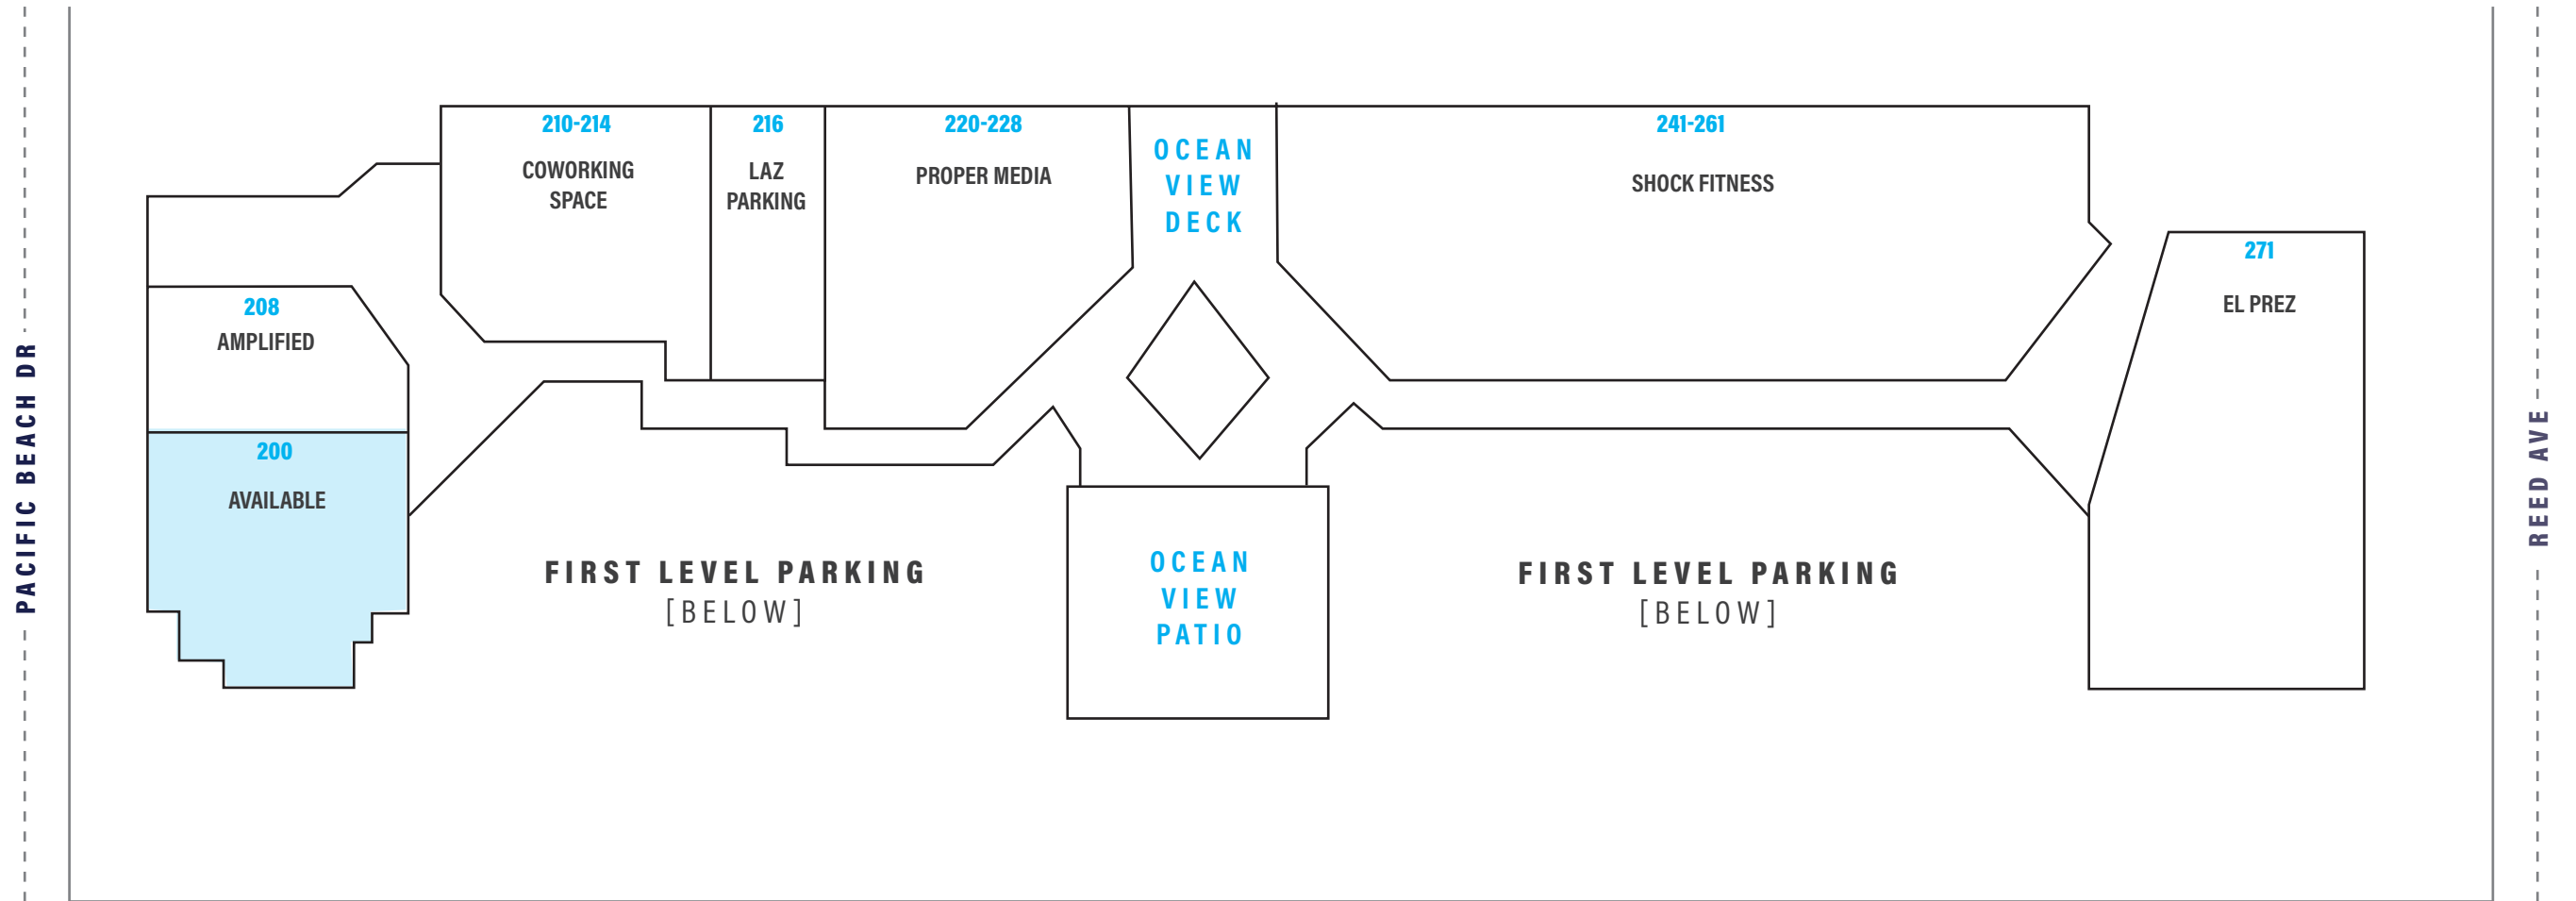 PACIFIC BEACH DR
210-214
COWORKING
SPACE
216
LAZ
PARKING
220-228
PROPER MEDIA
OCEAN
VIEW
DECK
241-261
SHOCK FITNESS
271
EL PREZ
208
AMPLIFIED
200
AVAILABLE
FIRST LEVEL PARKING
[BELOW]
OCEAN
VIEW
PATIO
FIRST LEVEL PARKING
[BELOW]
REED AVE